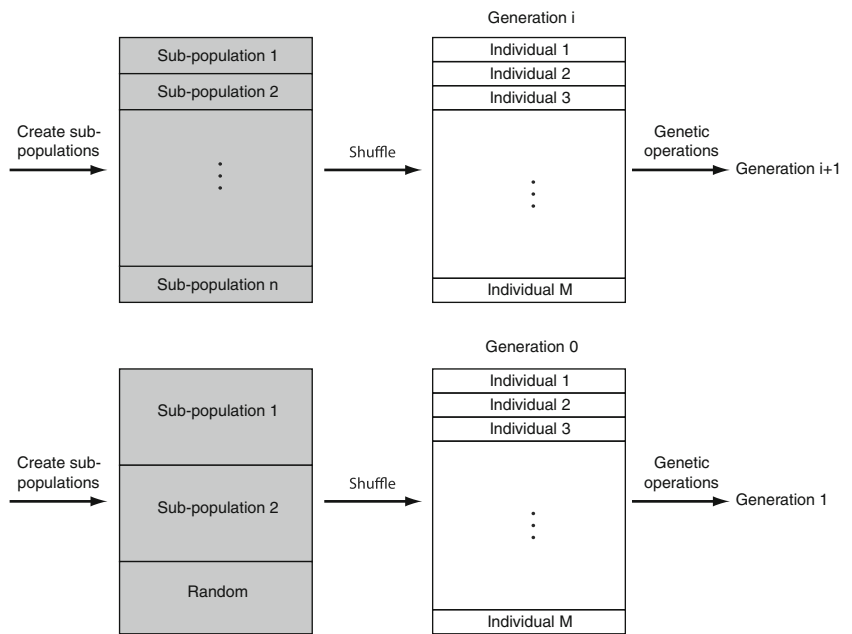 Generation i
Sub-population 1
Sub-population 2
Sub-population n
Create sub-
populations
Shuffle
Individual 1
Individual 2
Individual 3
Individual M
Genetic
operations
Generation i+1
Generation 0
Create sub-
populations
Sub-population 1
Sub-population 2
Random
Shuffle
Individual 1
Individual 2
Individual 3
Individual M
Genetic
operations
Generation 1